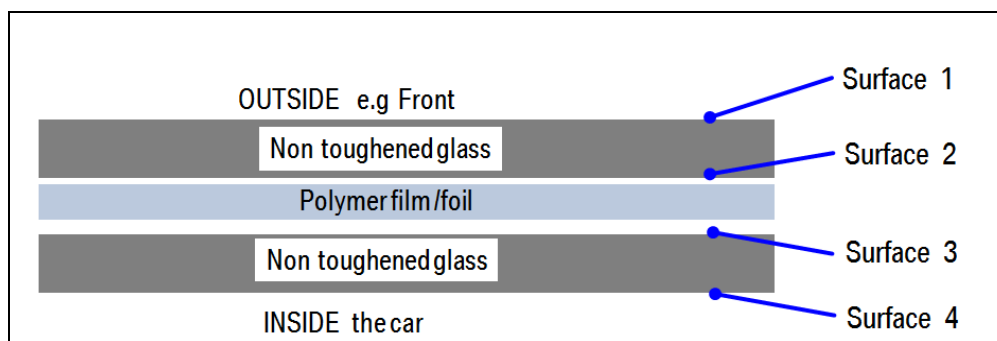 Surface 1
OUTSIDE e.g Front
Non toughened glass
Surface 2
Polymer film/foil
Surface 3
Non toughened glass
Surface 4
INSIDE the car